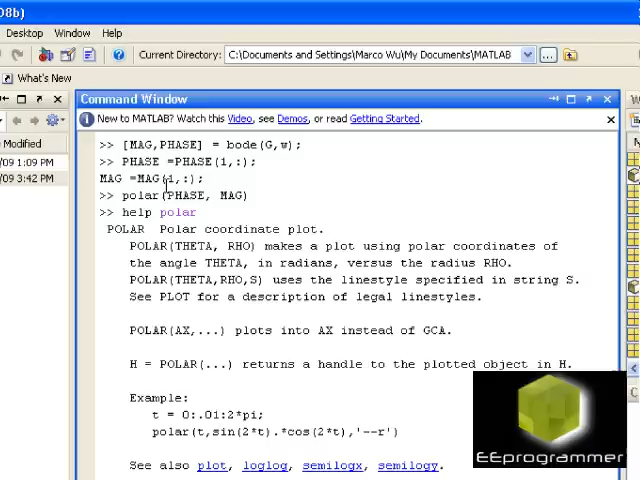 08b)
Desktop Window Help
Current Directory: C:\Documents and Settings\Marco Wu\My Documents\MATLAB
What's New
Command Window
New to MATLAB? Watch this Video, see Demos, or read Getting Started.
Modified
/09 1:09 PM
/09 3:42 PM
>> [MAG,PHASE] = bode(G,w);
>> PHASE =PHASE(1,:);
MAG =MAG(1,:);
>> polar(PHASE, MAG)
>> help polar
POLAR Polar coordinate plot.
POLAR(THETA, RHO) makes a plot using polar coordinates of
the angle THETA, in radians, versus the radius RHO.
POLAR(THETA,RHO,S) uses the linestyle specified in string S.
See PLOT for a description of legal linestyles.
POLAR(AX,...) plots into AX instead of GCA.
H = POLAR(...) returns a handle to the plotted object in H.
Example:
t = 0:.01:2*pi;
polar(t,sin(2*t).*cos(2*t),'--r')
See also plot, loglog, semilogx, semilogy.
EEprogrammer